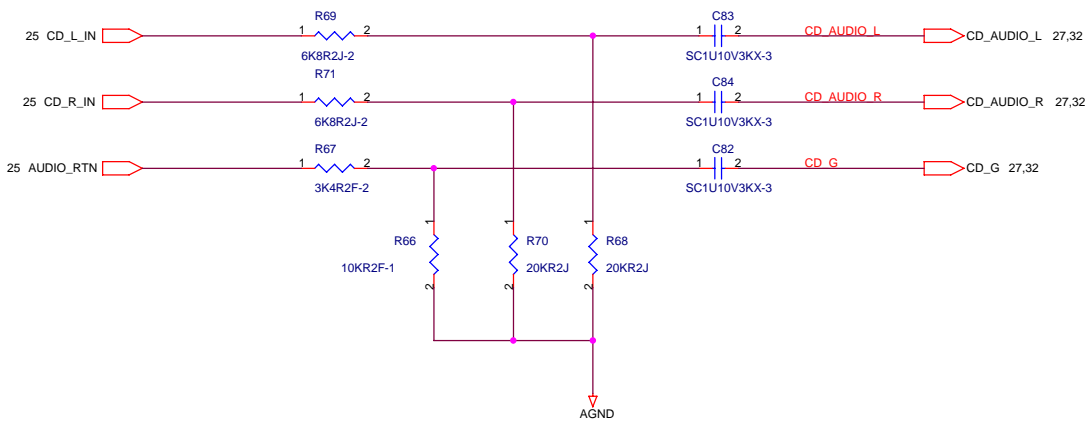 R69
C83
25 CD_L_IN 1 2 1 2 CD_AUDIO_L CD_AUDIO_L 27,32
6K8R2J-2
SC1U10V3KX-3
R71
C84
25 CD_R_IN 1 2 1 2 CD_AUDIO_R CD_AUDIO_R 27,32
6K8R2J-2
SC1U10V3KX-3
R67
C82
25 AUDIO_RTN 1 2 1 2 CD_G CD_G 27,32
3K4R2F-2
SC1U10V3KX-3
1 1 1
R66 R70 R68
10KR2F-1 20KR2J 20KR2J
2 2 2
AGND